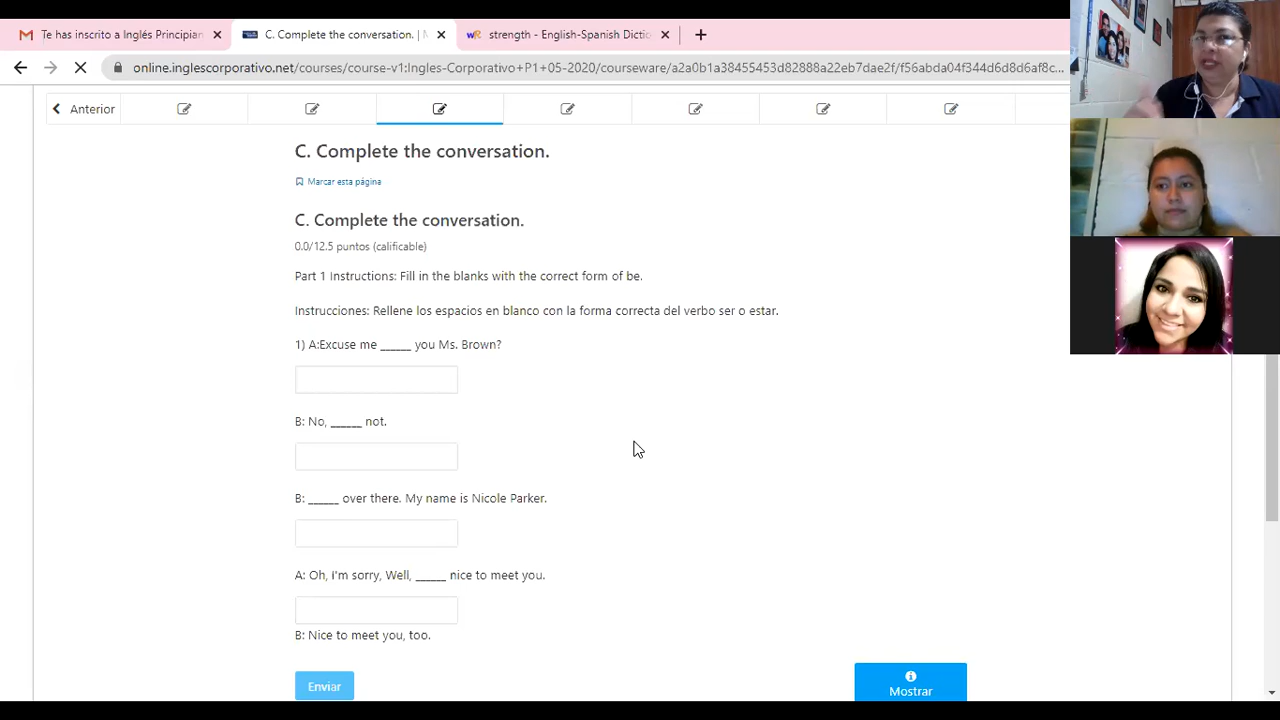 Te has inscrito a Inglés Principian
C. Complete the conversation. | M
strength - English-Spanish Dictio
online.inglescorporativo.net/courses/course-v1:Ingles-Corporativo+P1+05-2020/courseware/a2a0b1a38455453d82888a22eb7dae2f/f56abda04f344d6d8d6af8c...
Anterior
C. Complete the conversation.
Marcar esta página
C. Complete the conversation.
0.0/12.5 puntos (calificable)
Part 1 Instructions: Fill in the blanks with the correct form of be.
Instrucciones: Rellene los espacios en blanco con la forma correcta del verbo ser o estar.
1) A:Excuse me ______ you Ms. Brown?
B: No, ______ not.
B: ______ over there. My name is Nicole Parker.
A: Oh, i'm sorry, Well, ______ nice to meet you.
B: Nice to meet you, too.
Enviar
Mostrar